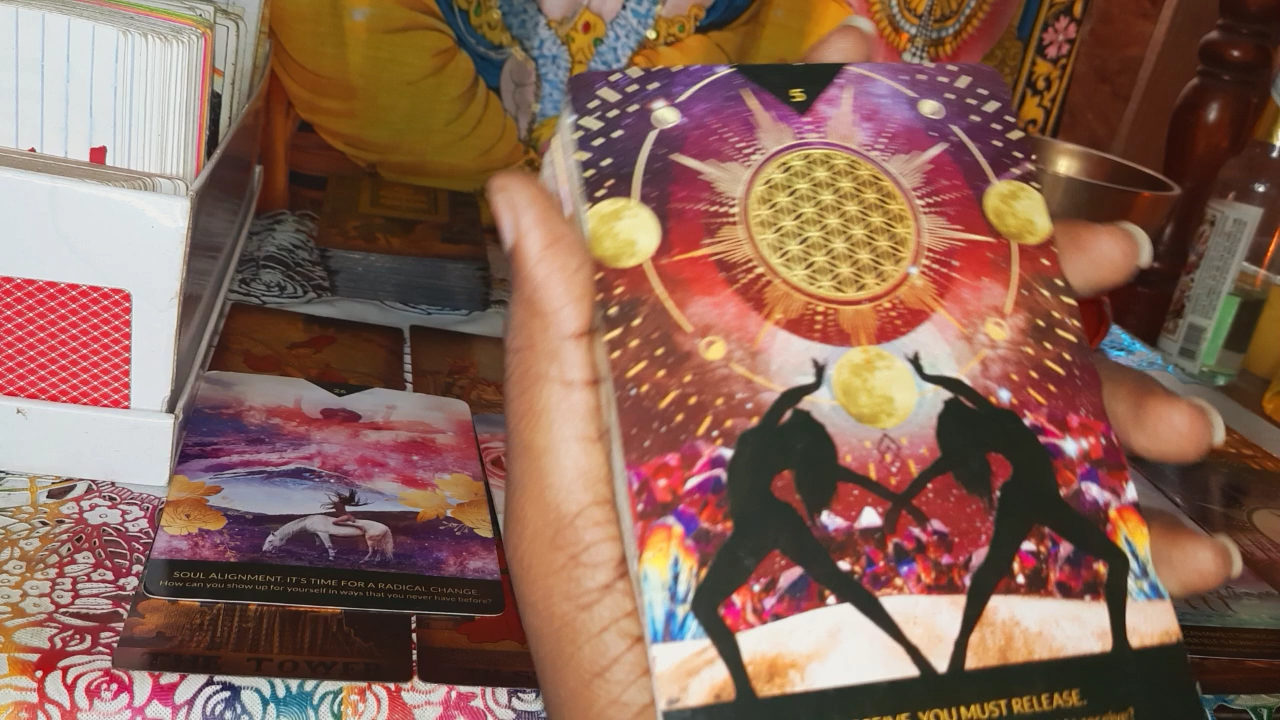 5
24
SOUL ALIGNMENT. IT'S TIME FOR A RADICAL CHANGE.
How can you show up for yourself in ways that you never have before?
THE TOWER
YOU MUST RELEASE.